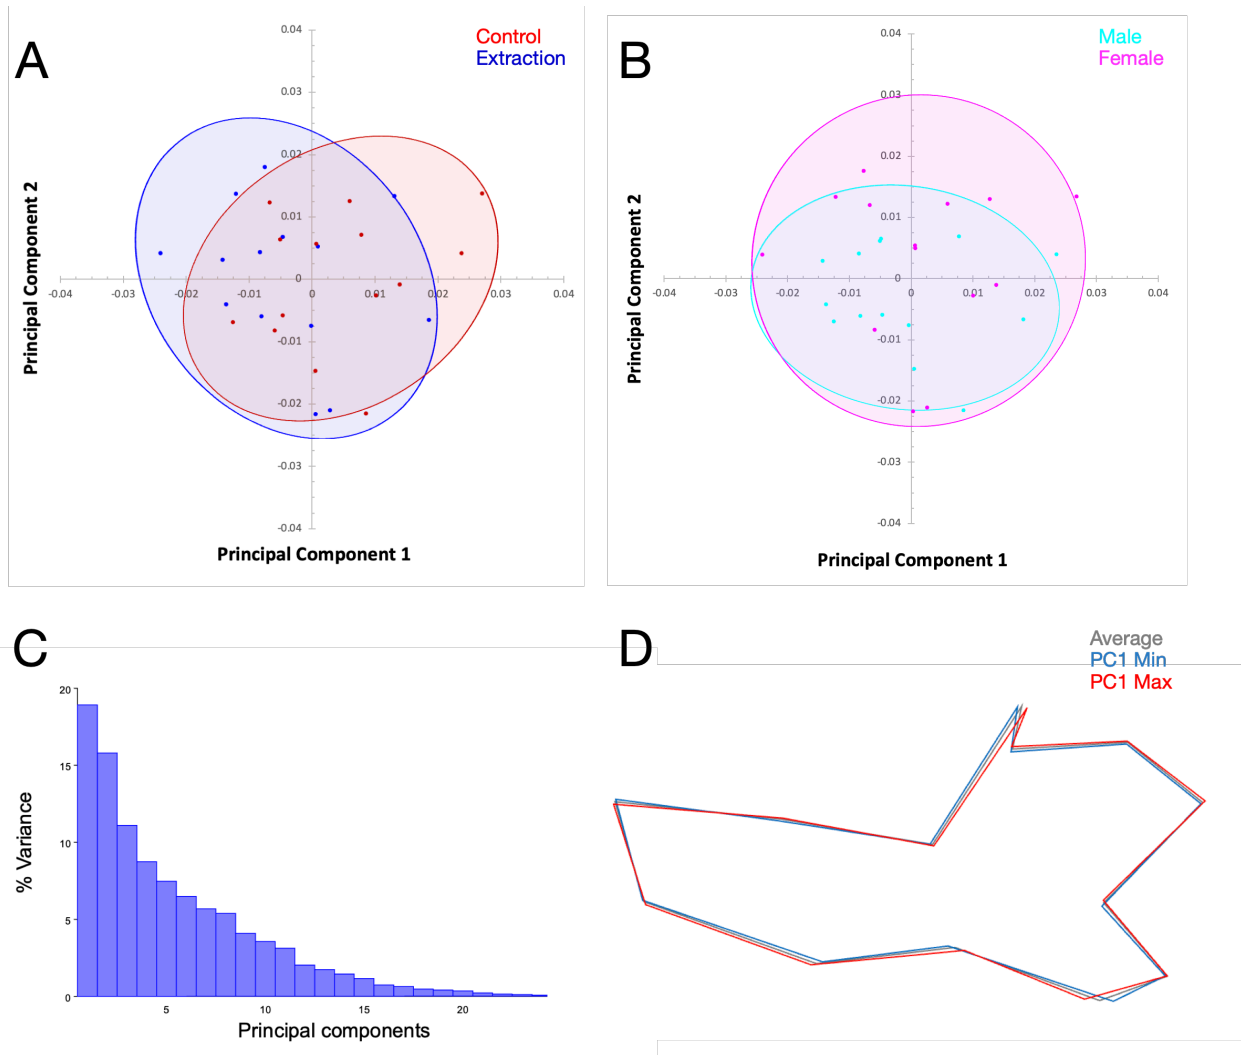 A
Control
Extraction
0.04
0.03
0.02
0.01
0
-0.04
-0.03
-0.02
-0.01
0
0.01
0.02
0.03
0.04
-0.01
-0.02
-0.03
-0.04
Principal Component 2
Principal Component 1
B
Male
Female
0.04
0.03
0.02
0.01
0
-0.04
-0.03
-0.02
-0.01
0
0.01
0.02
0.03
0.04
-0.01
-0.02
-0.03
-0.04
Principal Component 2
Principal Component 1
C
20
15
10
5
0
% Variance
5
10
15
20
Principal components
D
Average
PC1 Min
PC1 Max